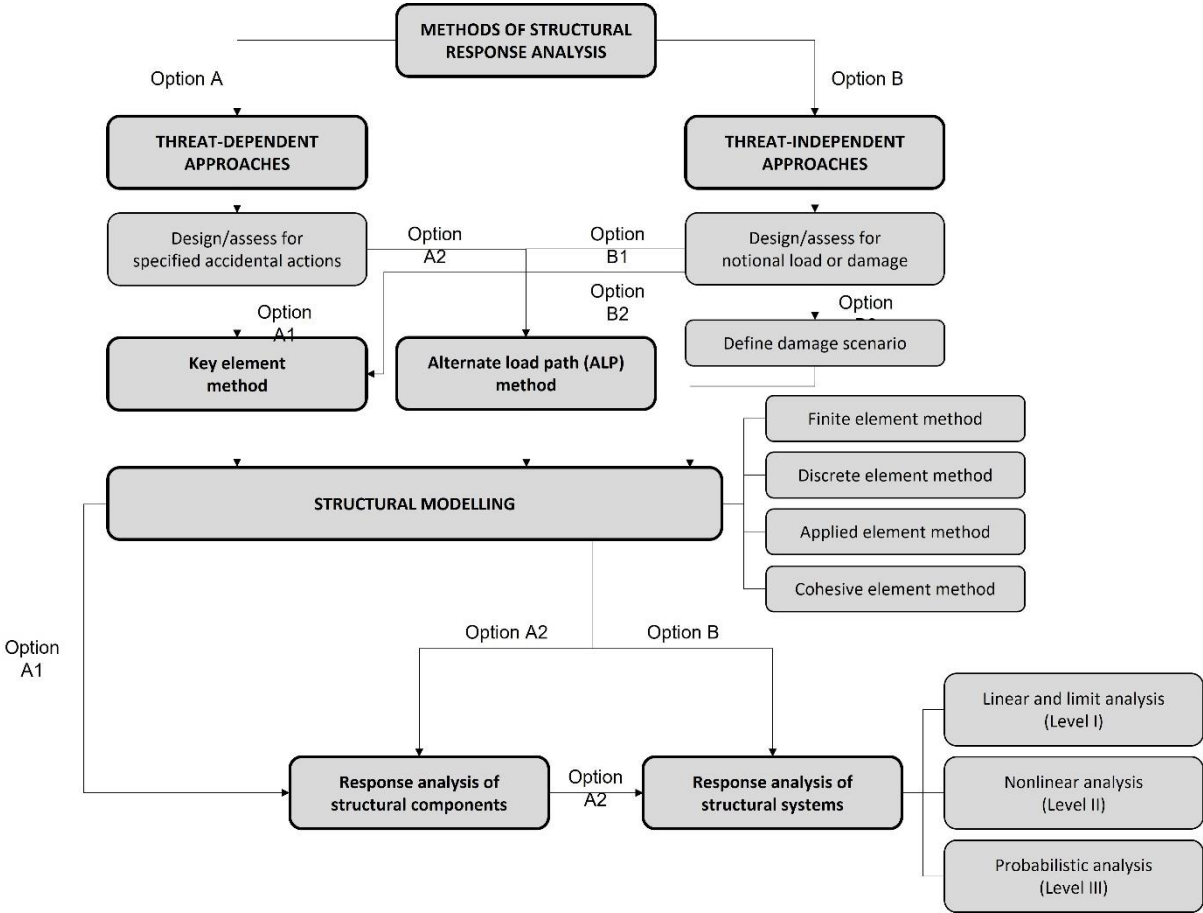 METHODS OF STRUCTURAL
RESPONSE ANALYSIS
Option A
Option B
THREAT-DEPENDENT
APPROACHES
THREAT-INDEPENDENT
APPROACHES
Design/assess for
specified accidental actions
Option
A2
Option
B1
Design/assess for
notional load or damage
Option
A1
Option
B2
Option
Key element
method
Alternate load path (ALP)
method
Define damage scenario
Finite element method
Discrete element method
Applied element method
Cohesive element method
STRUCTURAL MODELLING
Option
A1
Option A2
Option B
Response analysis of
structural components
Option
A2
Response analysis of
structural systems
Linear and limit analysis
(Level I)
Nonlinear analysis
(Level II)
Probabilistic analysis
(Level III)